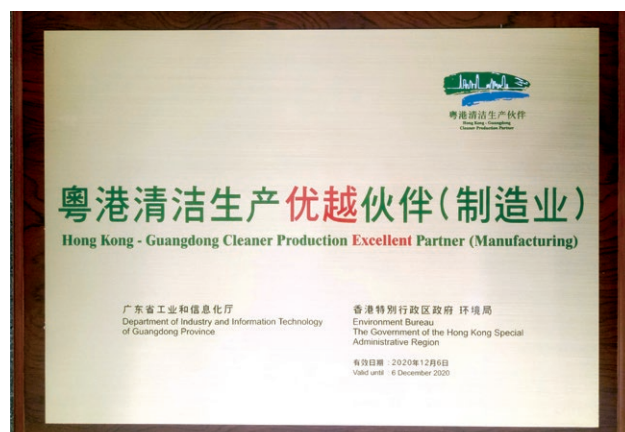 粤港清洁生产伙伴
Hong Kong - Guangdong
Cleaner Production Partner
粤港清洁生产优越伙伴(制造业)
Hong Kong - Guangdong Cleaner Production Excellent Partner (Manufacturing)
广东省工业和信息化厅
Department of Industry and Information Technology
of Guangdong Province
香港特别行政区政府 环境局
Environment Bureau
The Government of the Hong Kong Special
Administrative Region
有效日期 : 2020年12月6日
Valid until : 6 December 2020